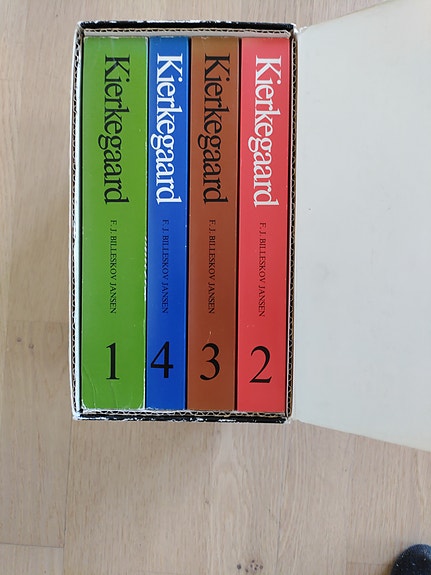 Kierkegaard F. J. BILLESKOV JANSEN
1
Kierkegaard F. J. BILLESKOV JANSEN
4
Kierkegaard F. J. BILLESKOV JANSEN
3
Kierkegaard F. J. BILLESKOV JANSEN
2